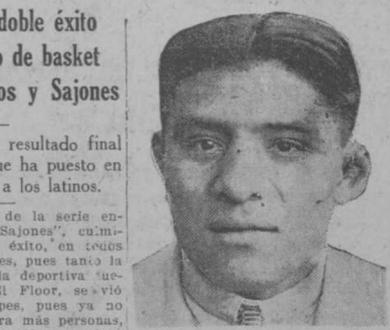 doble éxito
o de basket
os y Sajones
resultado final
ue ha puesto en
a los latinos.
de la serie en-
Sajones", culmi-
éxito, en todos
es, pues tanto la
la deportiva
El Floor, se vió
pes, pues ya no
ra más personas,